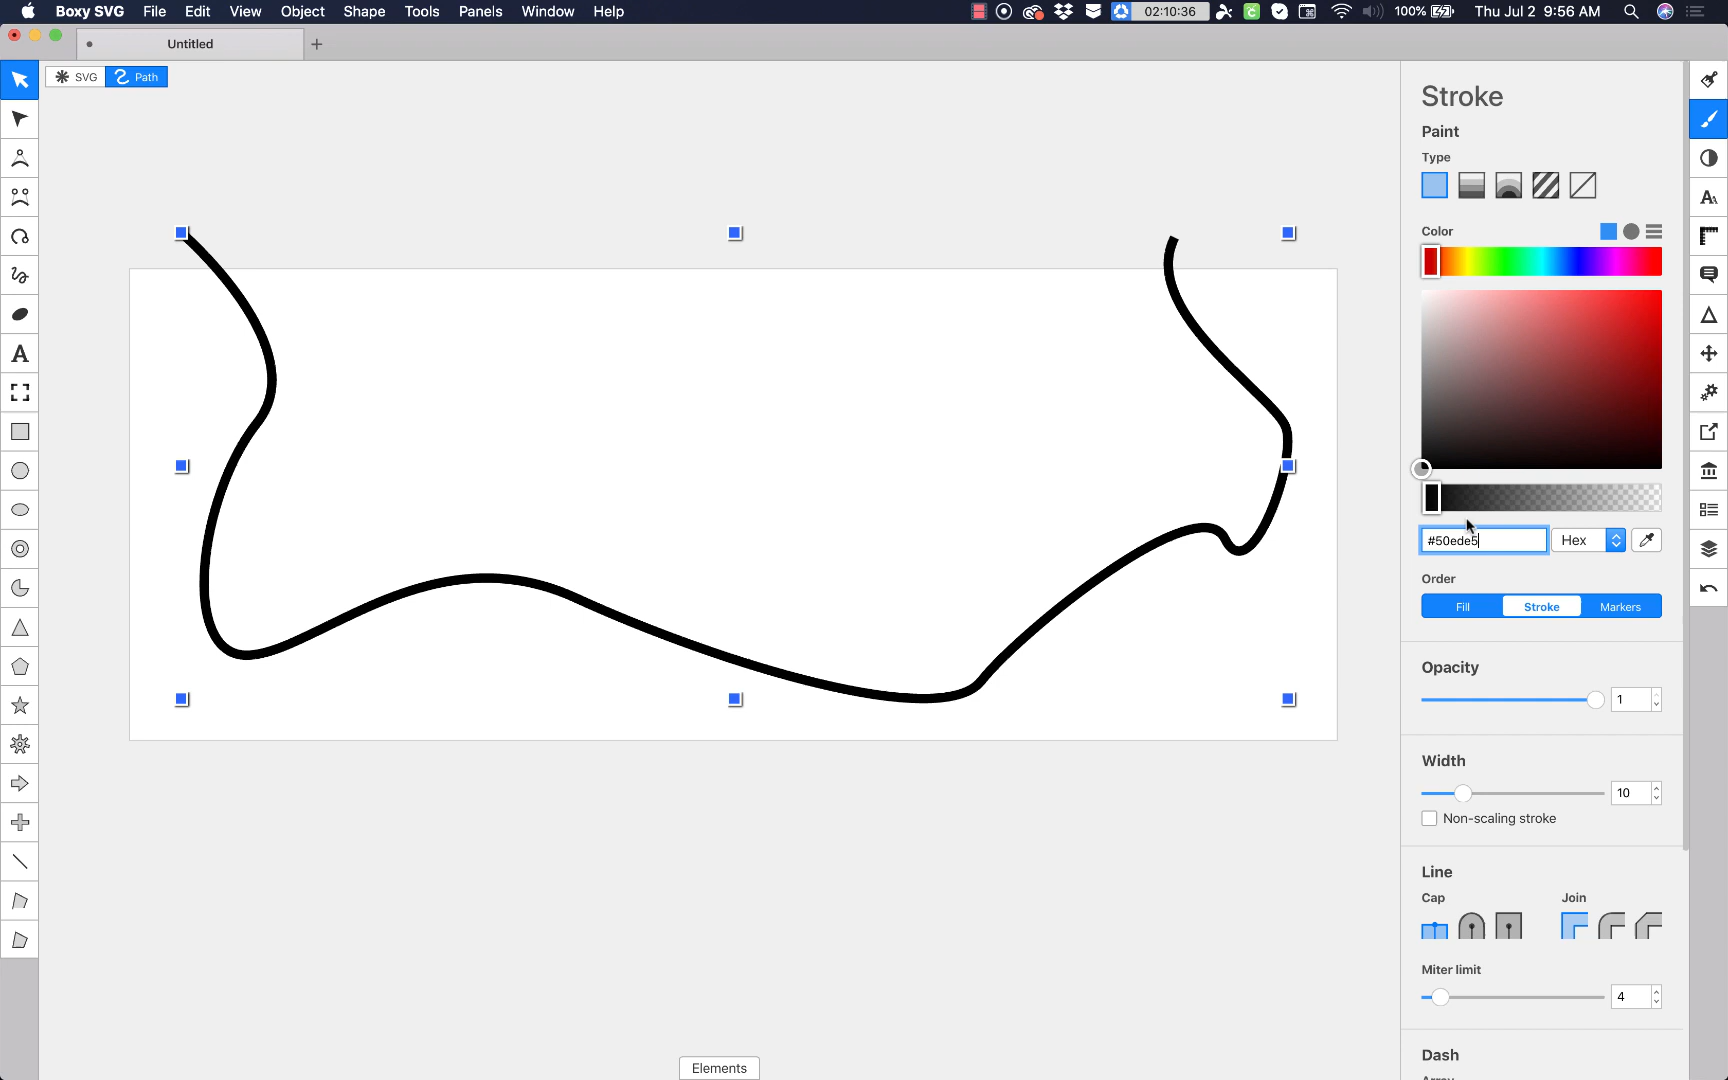 Boxy SVG File Edit View Object Shape Tools Panels Window Help 02:10:36 100% Thu Jul 2 9:56 AM
Untitled
SVG Path
Stroke
Paint
Type
Color
#50ede5 Hex
Order
Fill Stroke Markers
Opacity
1
Width
10
Non-scaling stroke
Line
Cap Join
Miter limit
4
Dash
Elements